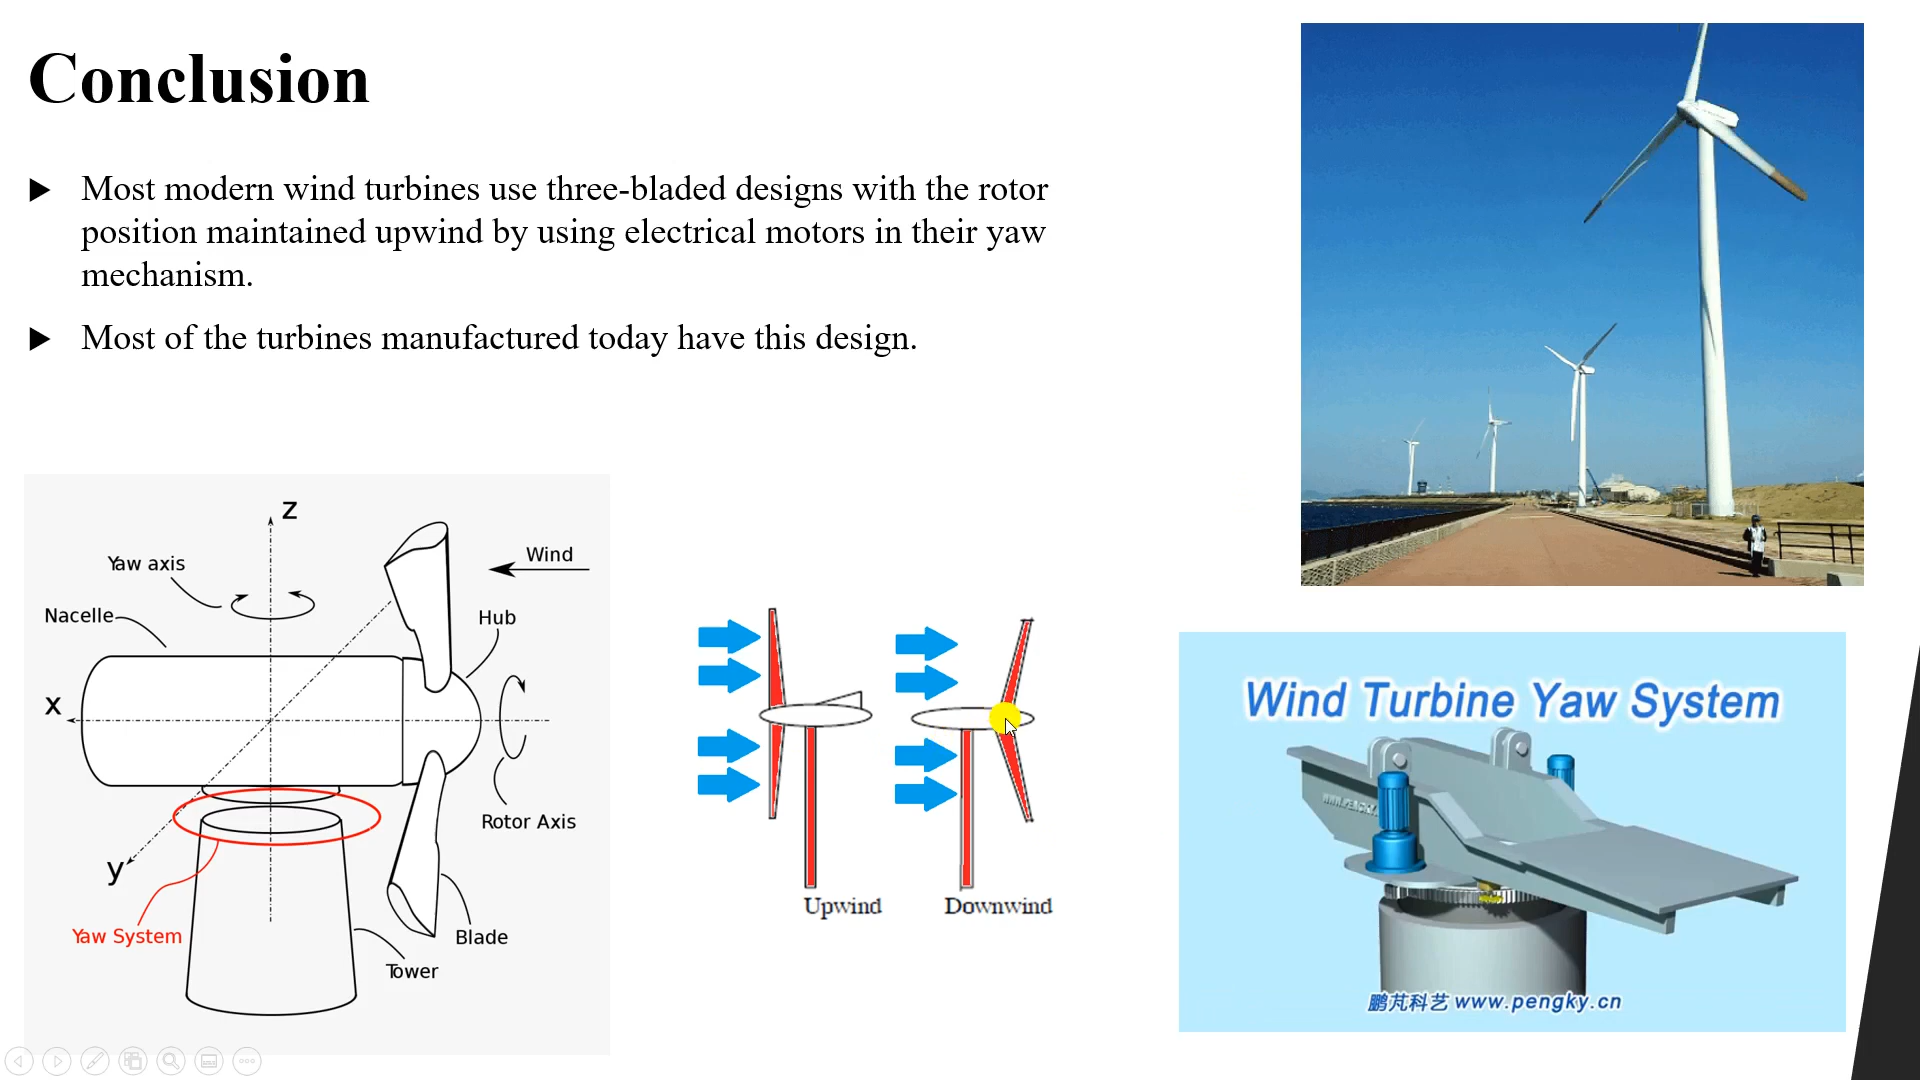 Conclusion
Most modern wind turbines use three-bladed designs with the rotor
position maintained upwind by using electrical motors in their yaw
mechanism.
Most of the turbines manufactured today have this design.
z
Yaw axis
Wind
Nacelle
Hub
x
Rotor Axis
y
Yaw System
Blade
Tower
Upwind
Downwind
Wind Turbine Yaw System
鹏芃科艺 www.pengky.cn